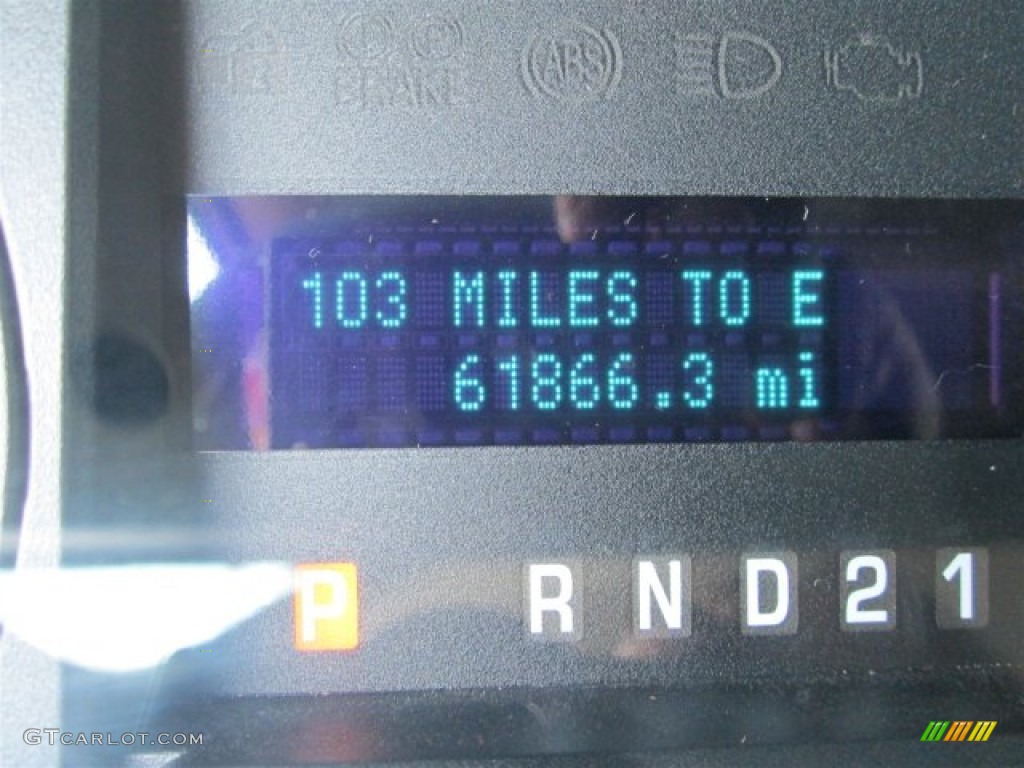 BRAKE ABS
103 MILES TO E
61866.3 mi
P R N D 2 1
GTCARLOT.COM